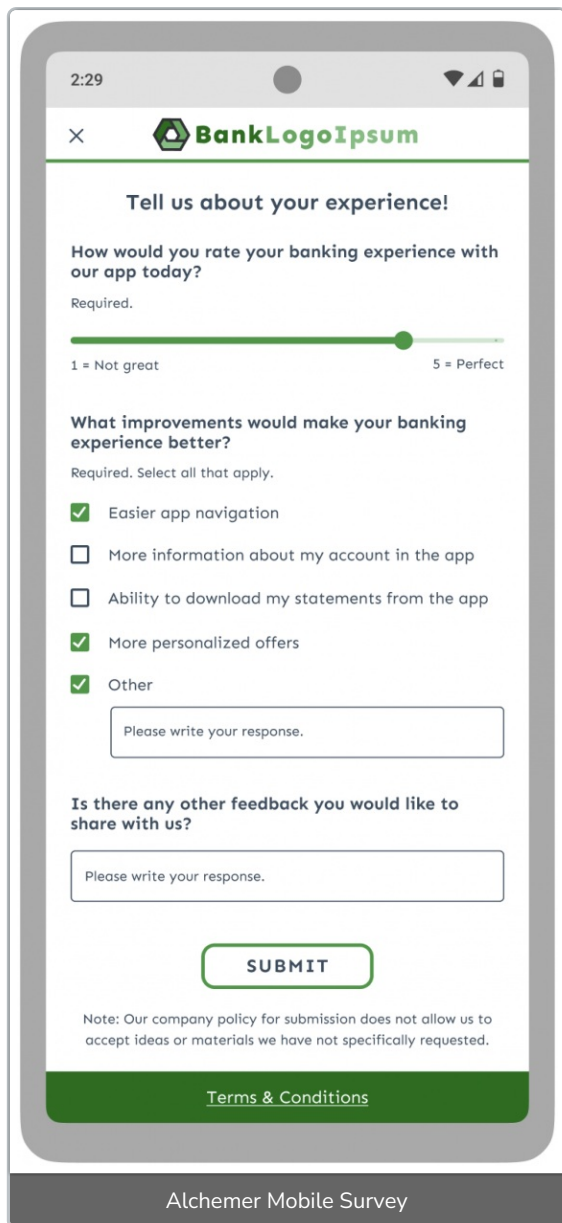 2:29
BankLogoIpsum
Tell us about your experience!
How would you rate your banking experience with
our app today?
Required.
1 = Not great
5 = Perfect
What improvements would make your banking
experience better?
Required. Select all that apply.
Easier app navigation
More information about my account in the app
Ability to download my statements from the app
More personalized offers
Other
Please write your response.
Is there any other feedback you would like to
share with us?
Please write your response.
SUBMIT
Note: Our company policy for submission does not allow us to
accept ideas or materials we have not specifically requested.
Terms & Conditions
Alchemer Mobile Survey